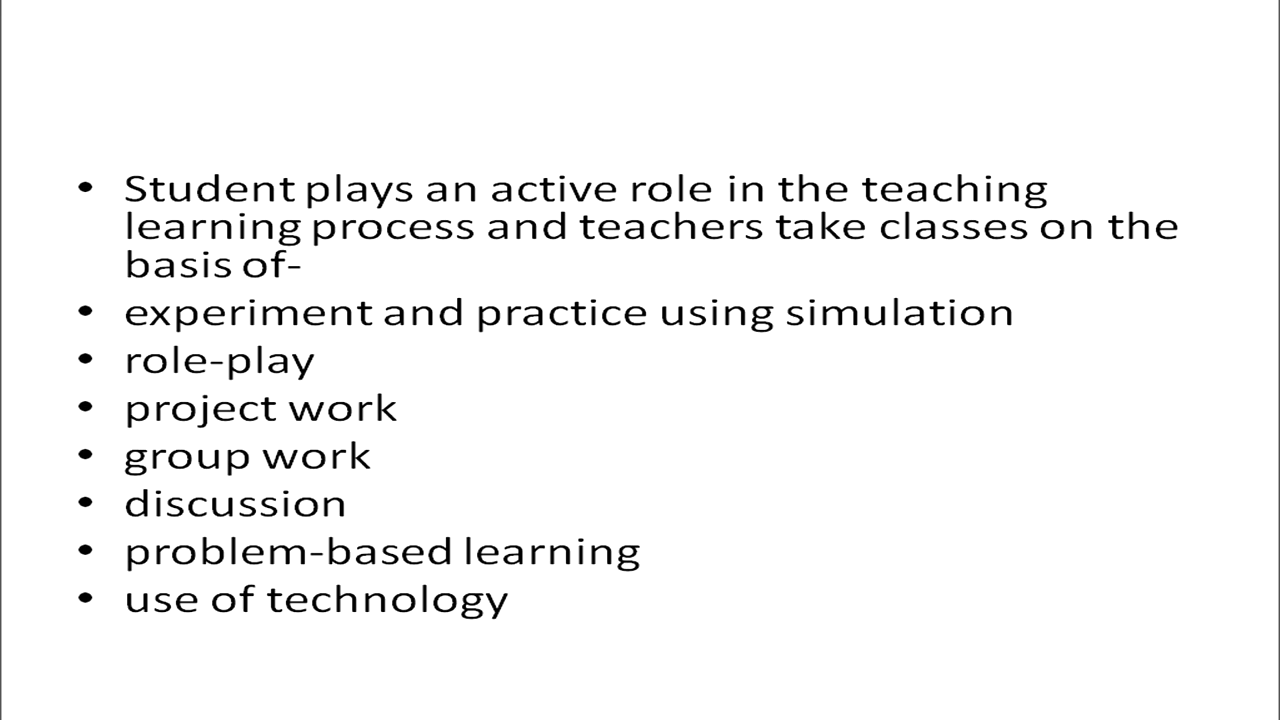 • Student plays an active role in the teaching
learning process and teachers take classes on the
basis of-
• experiment and practice using simulation
• role-play
• project work
• group work
• discussion
• problem-based learning
• use of technology